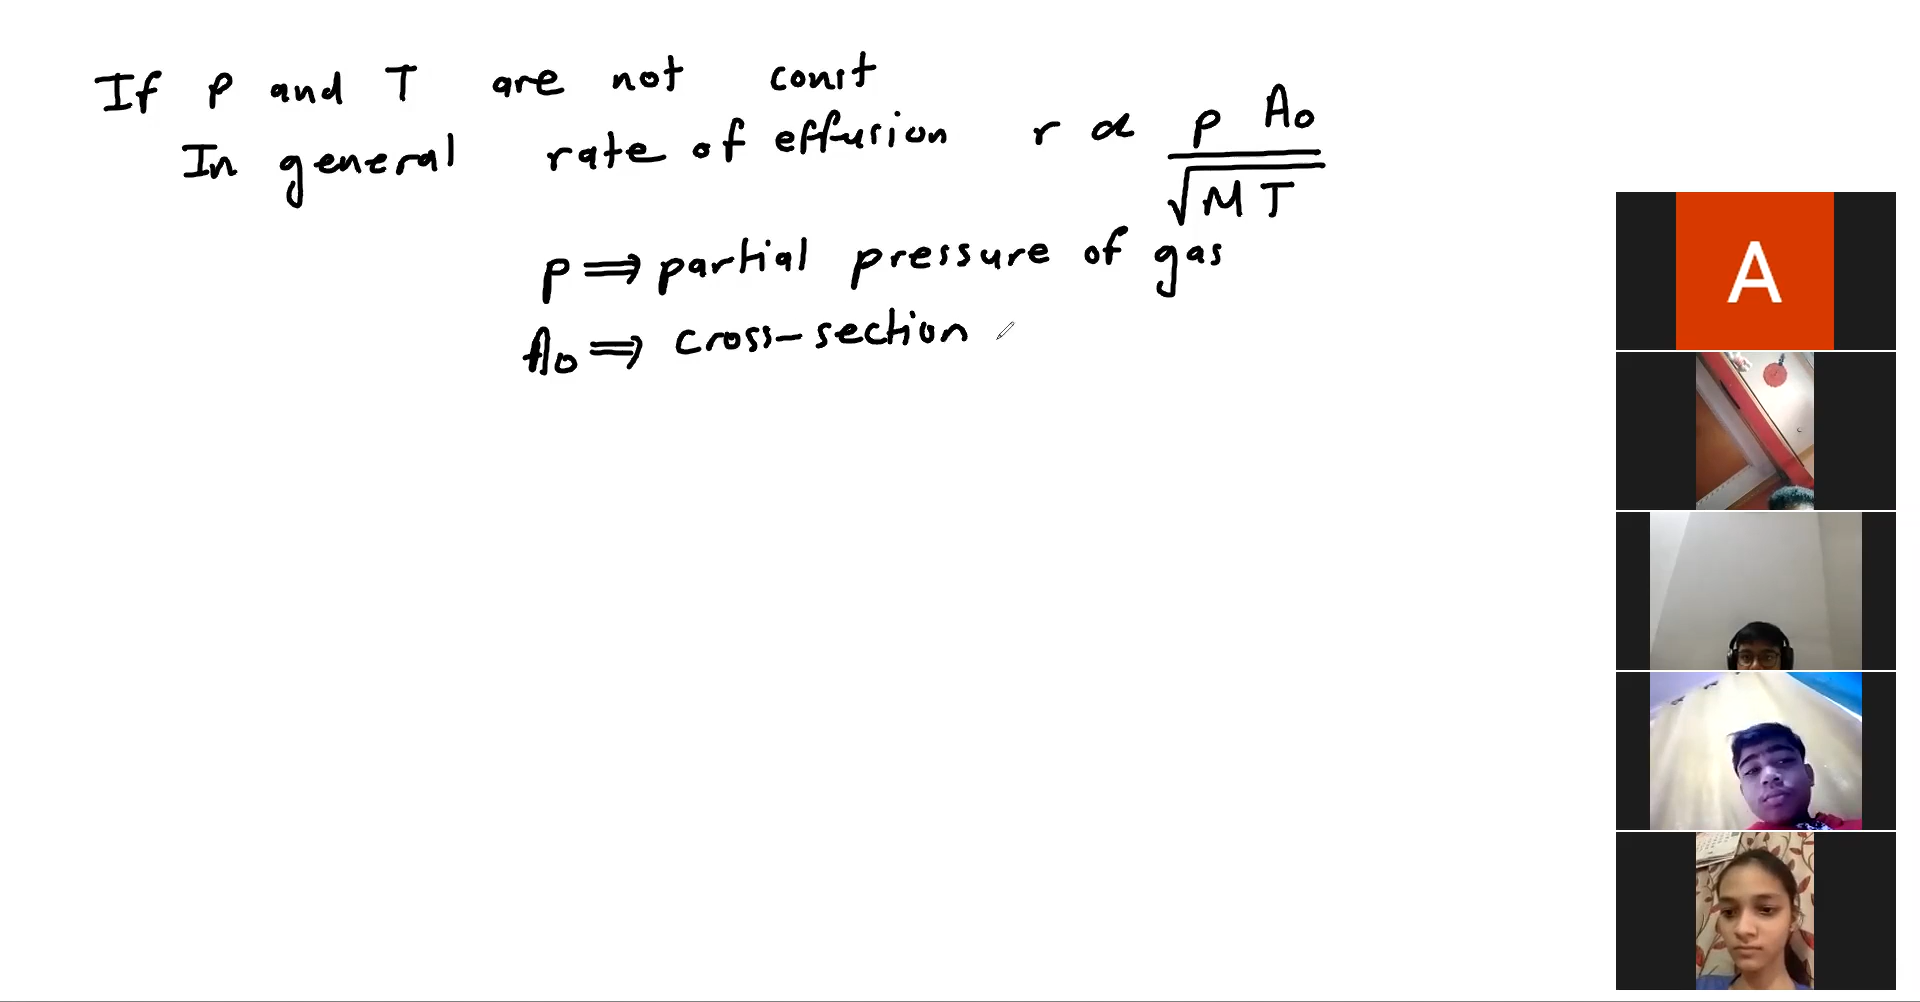 If P and T are not const
In general rate of effusion r ∝ p A₀ / √MT
p ⟹ partial pressure of gas
A₀ ⟹ cross-section
A